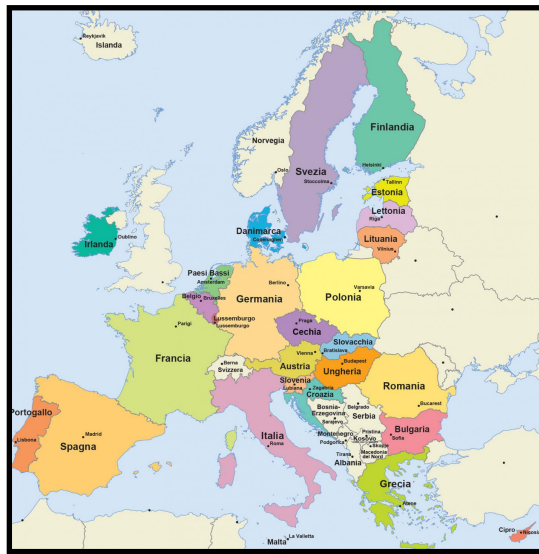 Reykjavik
Islanda
Norvegia
Oslo
Svezia
Stoccolma
Finlandia
Helsinki
Tallinn
Estonia
Lettonia
Riga
Lituania
Vilnius
Irlanda
Dublino
Danimarca
Copenaghen
Paesi Bassi
Amsterdam
Belgio
Bruxelles
Lussemburgo
Lussemburgo
Germania
Berlino
Polonia
Varsavia
Praga
Cechia
Slovacchia
Bratislava
Vienna
Austria
Budapest
Ungheria
Parigi
Francia
Berna
Svizzera
Slovenia
Lubiana
Zagabria
Croazia
Romania
Bucarest
Bosnia-
Erzegovina
Sarajevo
Belgrado
Serbia
Montenegro
Podgorica
Pristina
Kosovo
Skopje
Macedonia
del Nord
Tirana
Albania
Bulgaria
Sofia
Portogallo
Lisbona
Madrid
Spagna
Italia
Roma
Grecia
Atene
La Valletta
Malta
Cipro
Nicosia